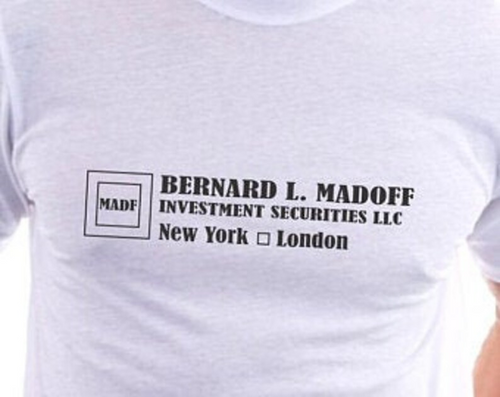 MADF
BERNARD L. MADOFF
INVESTMENT SECURITIES LLC
New York □ London